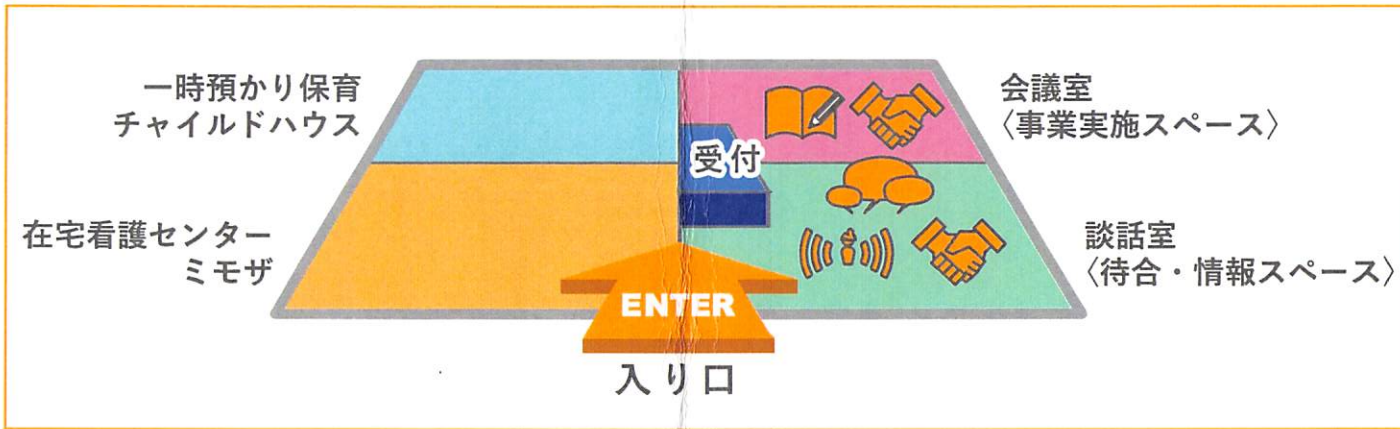 一時預かり保育
チャイルドハウス
在宅看護センター
ミモザ
受付
会議室
〈事業実施スペース〉
談話室
〈待合・情報スペース〉
ENTER
入り口